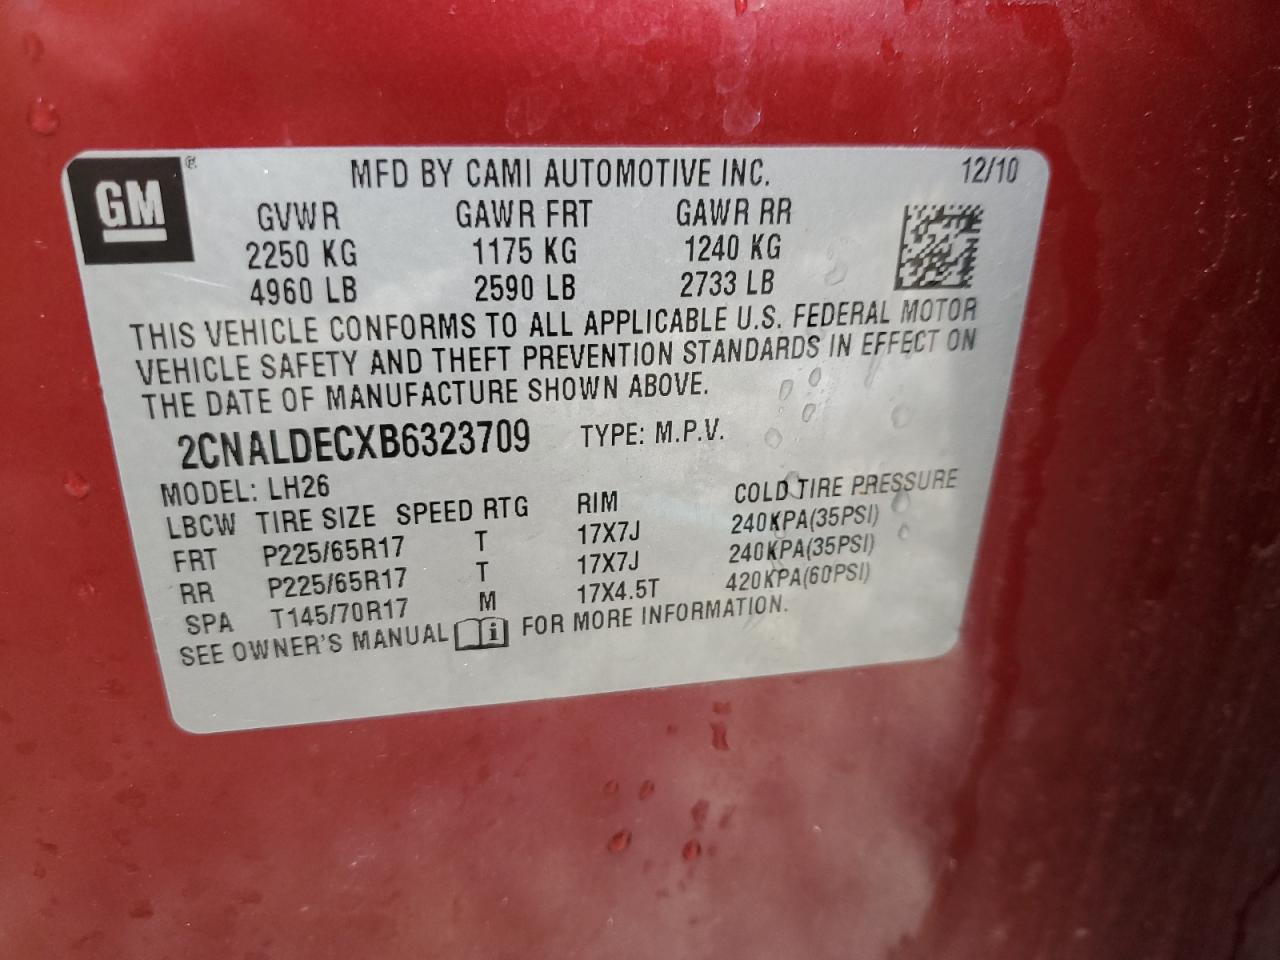 GM ®
MFD BY CAMI AUTOMOTIVE INC. 12/10
GVWR GAWR FRT GAWR RR
2250 KG 1175 KG 1240 KG
4960 LB 2590 LB 2733 LB
THIS VEHICLE CONFORMS TO ALL APPLICABLE U.S. FEDERAL MOTOR
VEHICLE SAFETY AND THEFT PREVENTION STANDARDS IN EFFECT ON
THE DATE OF MANUFACTURE SHOWN ABOVE.
2CNALDECXB6323709 TYPE: M.P.V.
MODEL: LH26
LBCW TIRE SIZE SPEED RTG RIM COLD TIRE PRESSURE
FRT P225/65R17 T 17X7J 240KPA(35PSI)
RR P225/65R17 T 17X7J 240KPA(35PSI)
SPA T145/70R17 M 17X4.5T 420KPA(60PSI)
SEE OWNER'S MANUAL i FOR MORE INFORMATION.